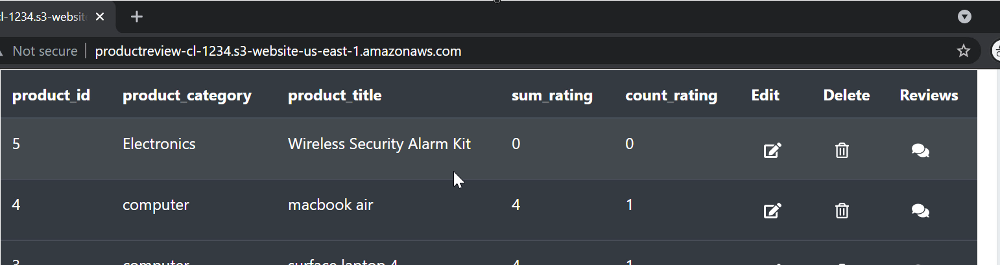 cl-1234.s3-websit
Not secure productreview-cl-1234.s3-website-us-east-1.amazonaws.com
product_id product_category product_title sum_rating count_rating Edit Delete Reviews
5 Electronics Wireless Security Alarm Kit 0 0
4 computer macbook air 4 1
3 computer surface laptop 4 4 1